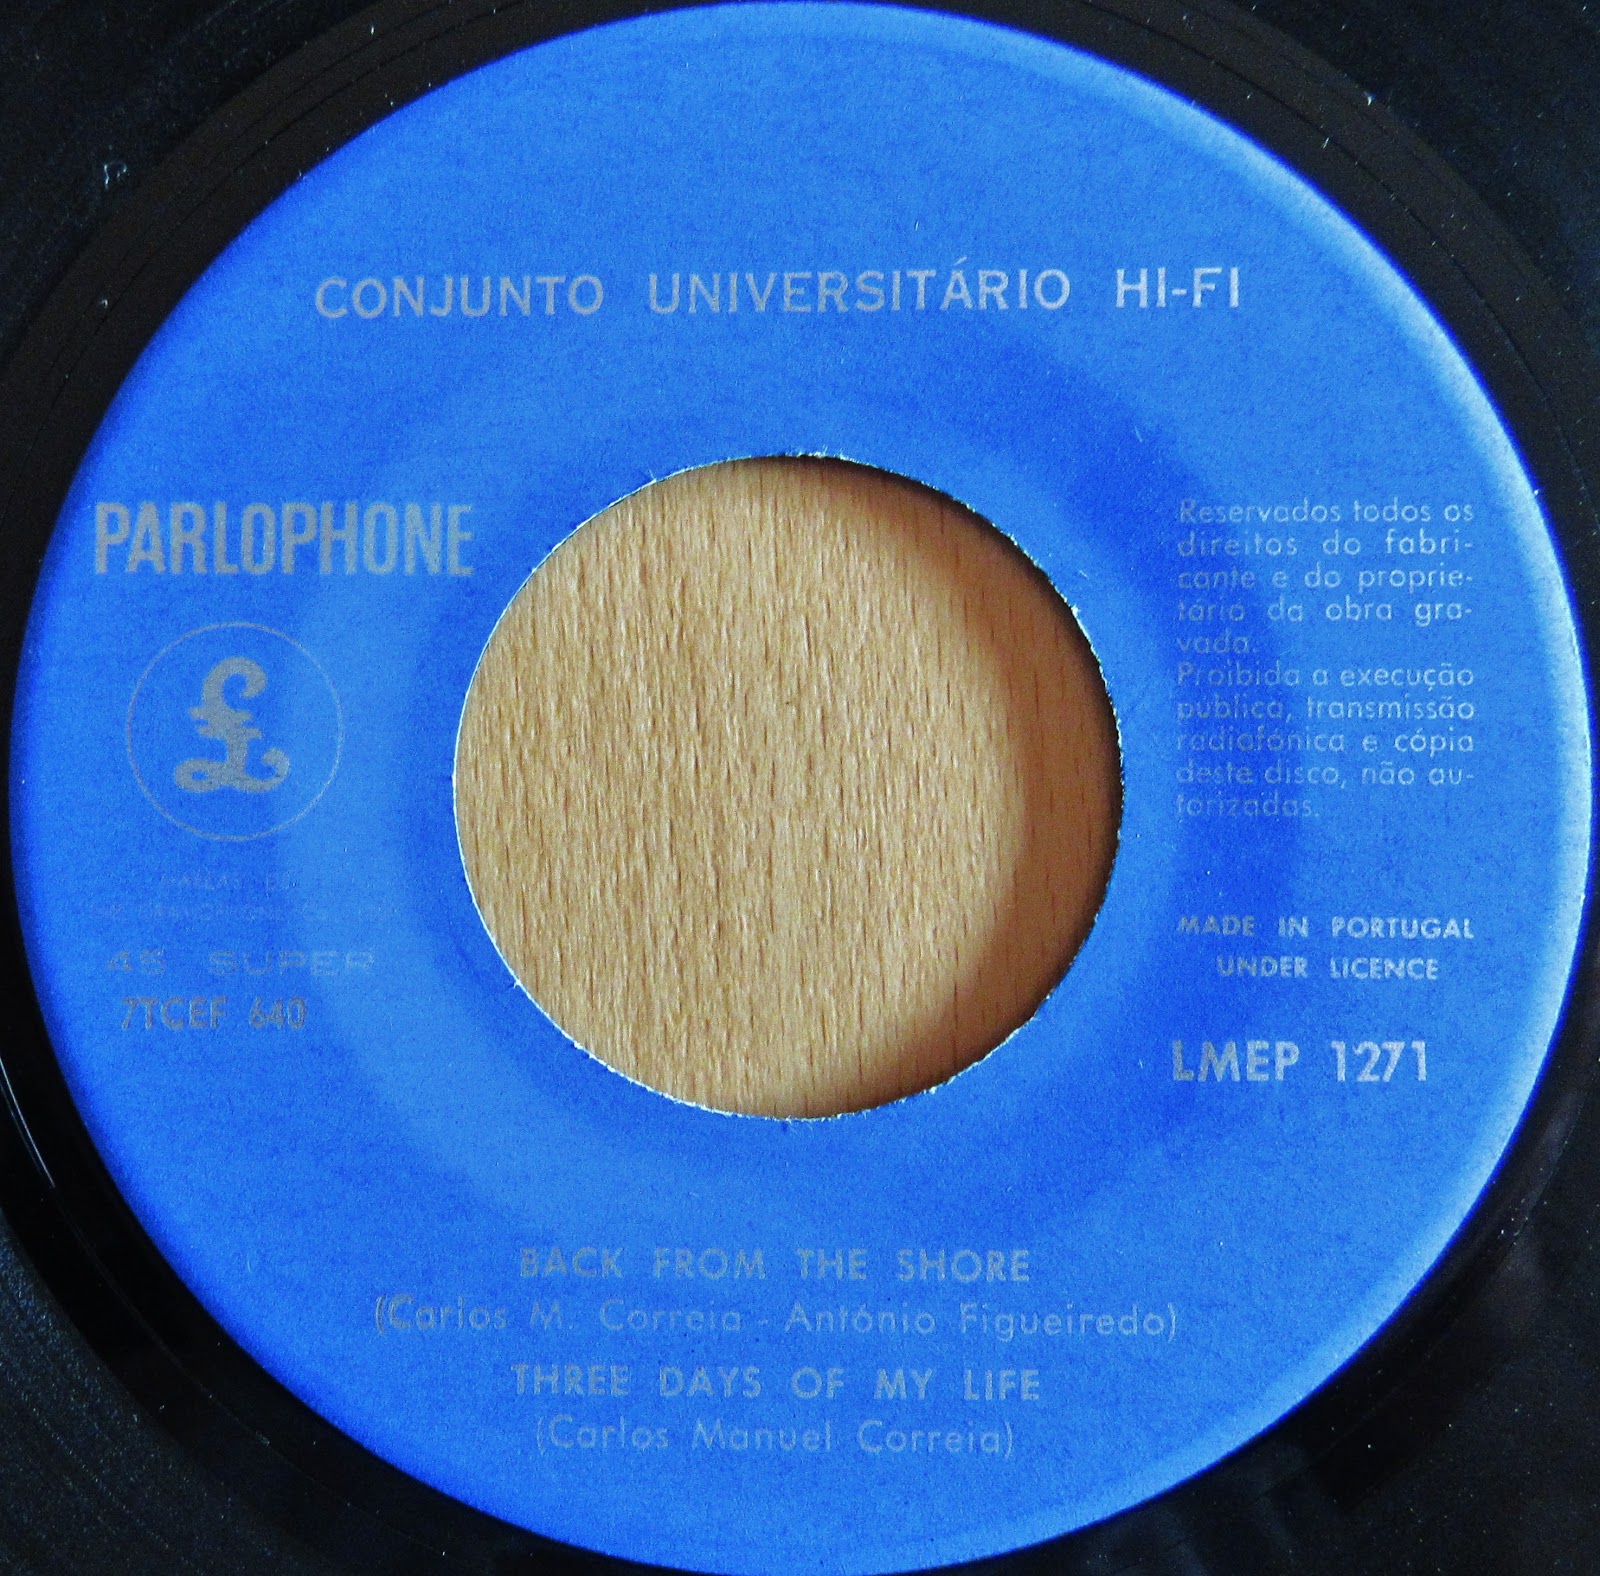 CONJUNTO UNIVERSITÁRIO HI-FI
PARLOPHONE
£
45 SUPER
7TCEF 640
Reservados todos os
direitos do fabri-
cante e do proprie-
tário da obra gra-
vada.
Proibida a execução
publica, transmissão
radiafónica e cópia
deste disco, não au-
torizadas.
MADE IN PORTUGAL
UNDER LICENCE
LMEP 1271
BACK FROM THE SHORE
(Carlos M. Correia - António Figueiredo)
THREE DAYS OF MY LIFE
(Carlos Manuel Correia)